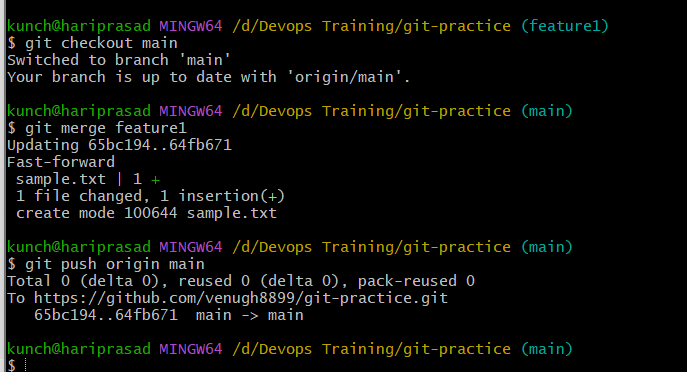 kunch@hariprasad MINGW64 /d/Devops Training/git-practice (feature1)
$ git checkout main
Switched to branch 'main'
Your branch is up to date with 'origin/main'.
kunch@hariprasad MINGW64 /d/Devops Training/git-practice (main)
$ git merge feature1
Updating 65bc194..64fb671
Fast-forward
 sample.txt | 1 +
 1 file changed, 1 insertion(+)
 create mode 100644 sample.txt
kunch@hariprasad MINGW64 /d/Devops Training/git-practice (main)
$ git push origin main
Total 0 (delta 0), reused 0 (delta 0), pack-reused 0
To https://github.com/venugh8899/git-practice.git
   65bc194..64fb671  main -> main
kunch@hariprasad MINGW64 /d/Devops Training/git-practice (main)
$